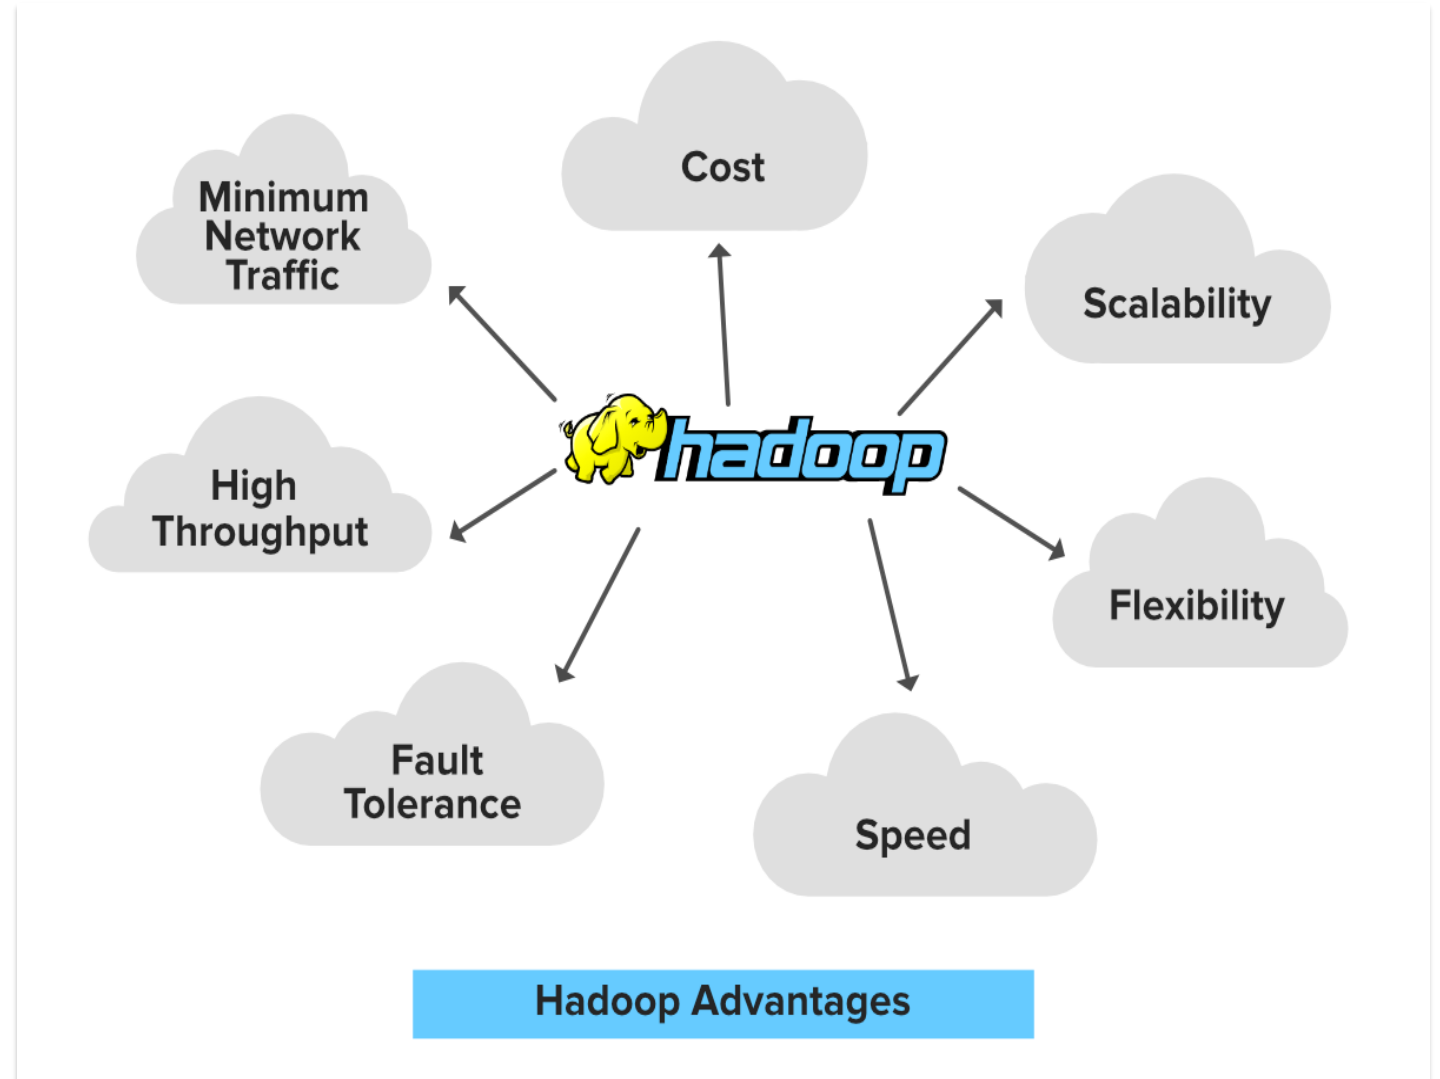 Cost
Minimum
Network
Traffic
Scalability
hadoop
High
Throughput
Flexibility
Fault
Tolerance
Speed
Hadoop Advantages